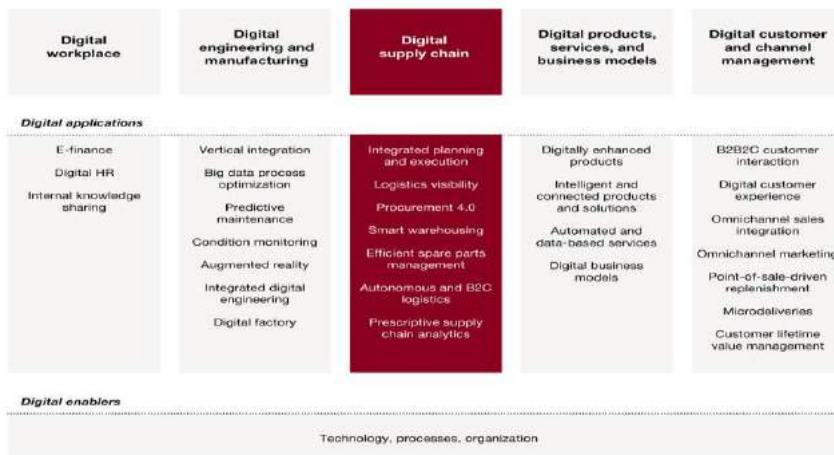 Digital
workplace
Digital
engineering and
manufacturing
Digital
supply chain
Digital products,
services, and
business models
Digital customer
and channel
management
Digital applications
E-finance
Digital HR
Internal knowledge
sharing
Vertical integration
Big data process
optimization
Predictive
maintenance
Condition monitoring
Augmented reality
Integrated digital
engineering
Digital factory
Integrated planning
and execution
Logistics visibility
Procurement 4.0
Smart warehousing
Efficient spare parts
management
Autonomous and B2C
logistics
Prescriptive supply
chain analytics
Digitally enhanced
products
Intelligent and
connected products
and solutions
Automated and
data-based services
Digital business
models
B2B2C customer
interaction
Digital customer
experience
Omnichannel sales
integration
Omnichannel marketing
Point-of-sale-driven
replenishment
Microdeliveries
Customer lifetime
value management
Digital enablers
Technology, processes, organization